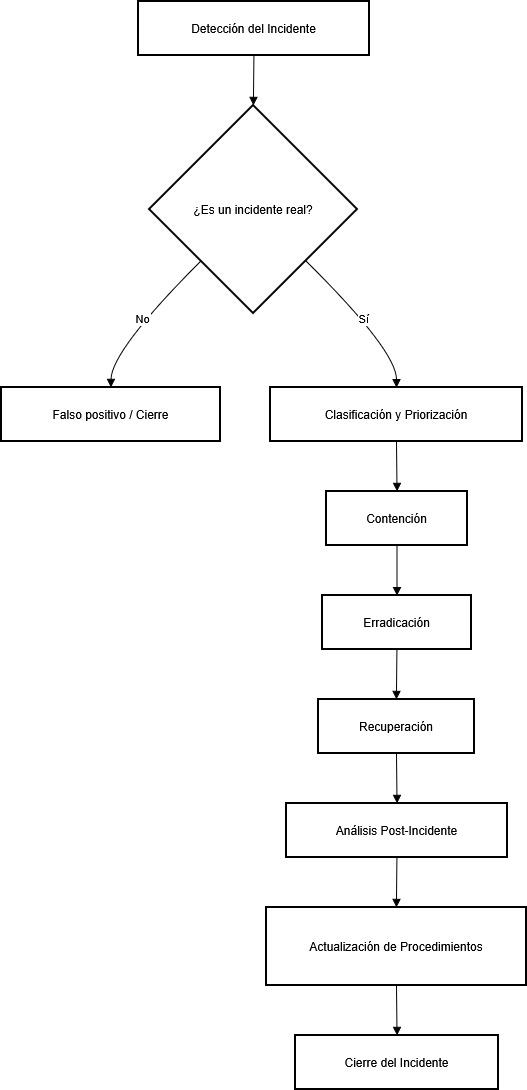 Detección del Incidente
¿Es un incidente real?
No
Sí
Falso positivo / Cierre
Clasificación y Priorización
Contención
Erradicación
Recuperación
Análisis Post-Incidente
Actualización de Procedimientos
Cierre del Incidente